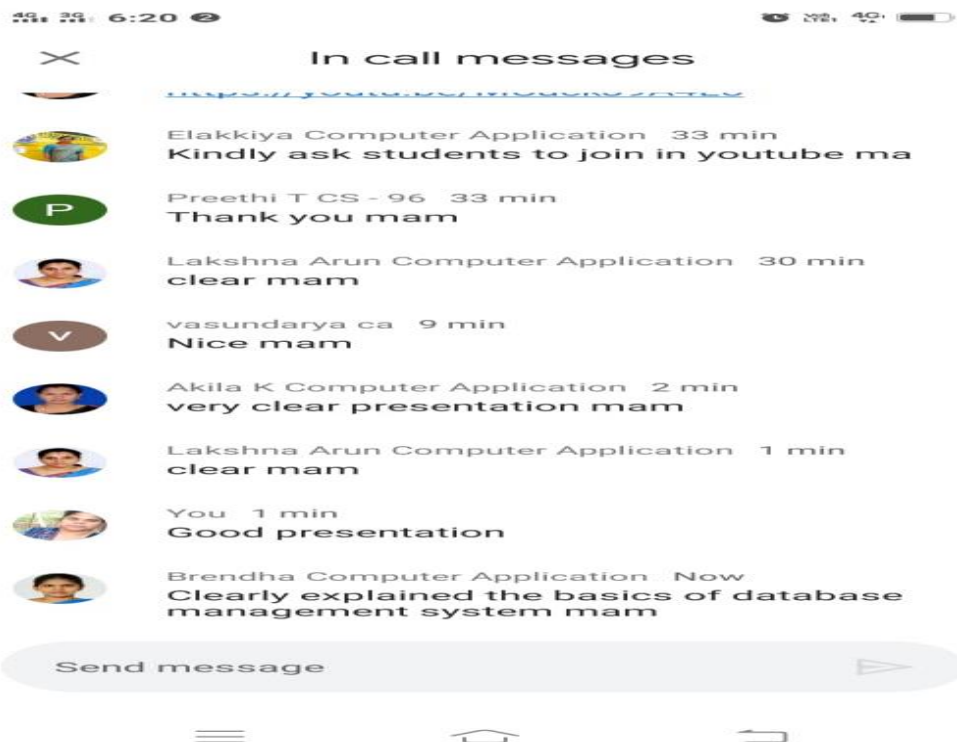 4G 3G 6:20 2
4G
In call messages
Elakkiya Computer Application 33 min
Kindly ask students to join in youtube ma
P
Preethi T CS - 96 33 min
Thank you mam
Lakshna Arun Computer Application 30 min
clear mam
V
vasundarya ca 9 min
Nice mam
Akila K Computer Application 2 min
very clear presentation mam
Lakshna Arun Computer Application 1 min
clear mam
You 1 min
Good presentation
Brendha Computer Application Now
Clearly explained the basics of database
management system mam
Send message